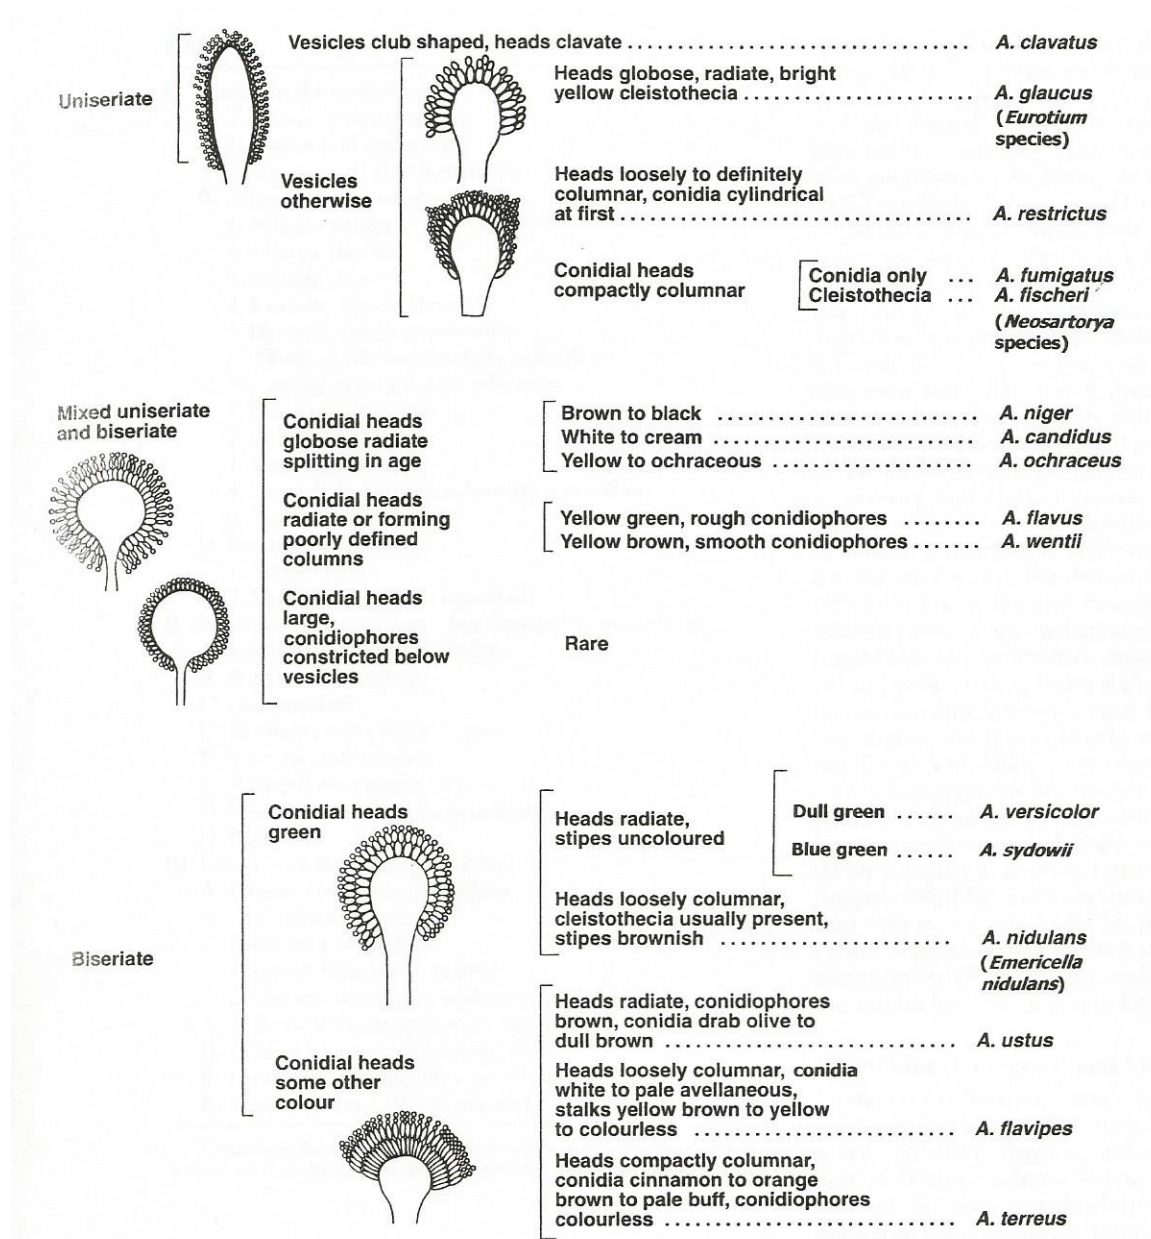 Vesicles club shaped, heads clavate ................................. A. clavatus
Uniseriate
Heads globose, radiate, bright
yellow cleistothecia ...................... A. glaucus
(Eurotium
species)
Vesicles
otherwise
Heads loosely to definitely
columnar, conidia cylindrical
at first .................................. A. restrictus
Conidial heads
compactly columnar
Conidia only ... A. fumigatus
Cleistothecia ... A. fischeri
(Neosartorya
species)
Mixed uniseriate
and biseriate
Conidial heads
globose radiate
splitting in age
Brown to black ......................... A. niger
White to cream ......................... A. candidus
Yellow to ochraceous ................... A. ochraceus
Conidial heads
radiate or forming
poorly defined
columns
Yellow green, rough conidiophores ....... A. flavus
Yellow brown, smooth conidiophores ....... A. wentii
Conidial heads
large,
conidiophores
constricted below
vesicles
Rare
Biseriate
Conidial heads
green
Heads radiate,
stipes uncoloured
Dull green ...... A. versicolor
Blue green ...... A. sydowii
Heads loosely columnar,
cleistothecia usually present,
stipes brownish ....................... A. nidulans
(Emericella
nidulans)
Conidial heads
some other
colour
Heads radiate, conidiophores
brown, conidia drab olive to
dull brown ............................ A. ustus
Heads loosely columnar, conidia
white to pale avellaneous,
stalks yellow brown to yellow
to colourless ......................... A. flavipes
Heads compactly columnar,
conidia cinnamon to orange
brown to pale buff, conidiophores
colourless ............................ A. terreus